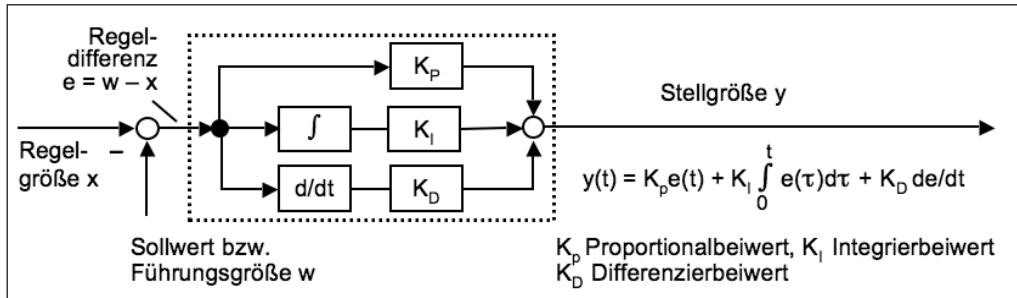 Regel-
differenz
e = w – x
K_P
Stellgröße y
∫
K_I
Regel- –
größe x
d/dt
K_D
y(t) = K_p e(t) + K_I ∫_0^t e(τ)dτ + K_D de/dt
Sollwert bzw.
Führungsgröße w
K_p Proportionalbeiwert, K_I Integrierbeiwert
K_D Differenzierbeiwert